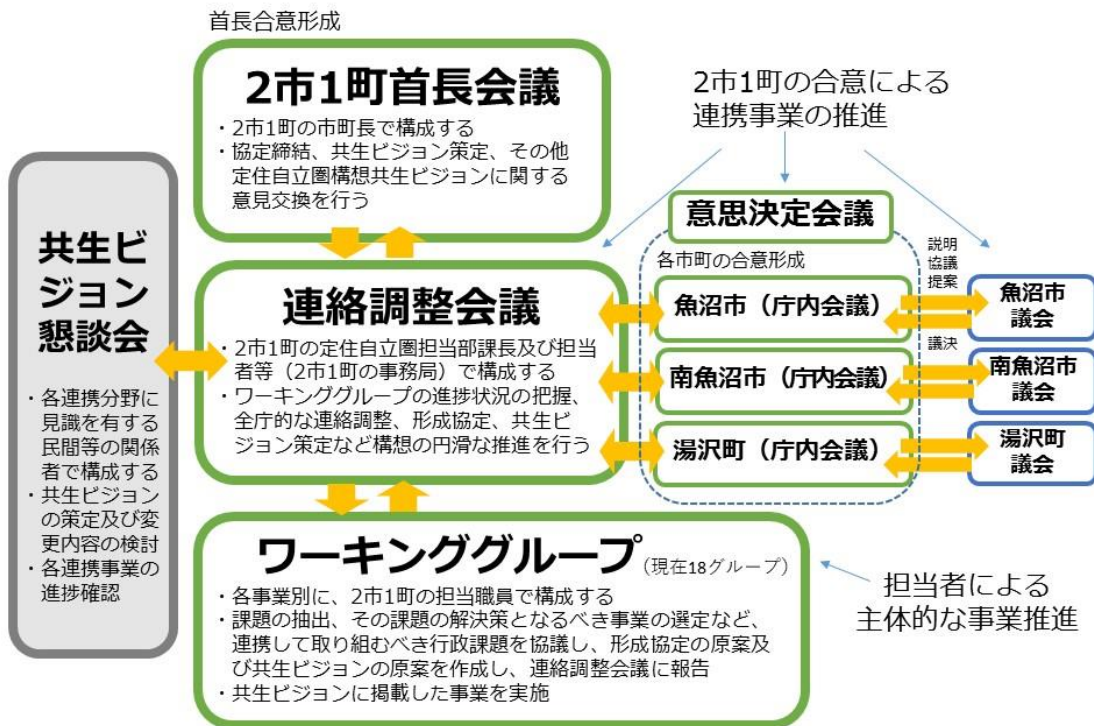 首長合意形成
2市1町首長会議
・2市1町の市町長で構成する
・協定締結、共生ビジョン策定、その他
定住自立圏構想共生ビジョンに関する
意見交換を行う
2市1町の合意による
連携事業の推進
共生ビ
ジョン
懇談会
・各連携分野に
見識を有する
民間等の関係
者で構成する
・共生ビジョン
の策定及び変
更内容の検討
・各連携事業の
進捗確認
連絡調整会議
・2市1町の定住自立圏担当部課長及び担当
者等（2市1町の事務局）で構成する
・ワーキンググループの進捗状況の把握、
全庁的な連絡調整、形成協定、共生ビ
ジョン策定など構想の円滑な推進を行う
意思決定会議
各市町の合意形成
魚沼市（庁内会議）
南魚沼市（庁内会議）
湯沢町（庁内会議）
説明
協議
提案
議決
魚沼市
議会
南魚沼市
議会
湯沢町
議会
ワーキンググループ（現在18グループ）
・各事業別に、2市1町の担当職員で構成する
・課題の抽出、その課題の解決策となるべき事業の選定など、
連携して取り組むべき行政課題を協議し、形成協定の原案及
び共生ビジョンの原案を作成し、連絡調整会議に報告
・共生ビジョンに掲載した事業を実施
担当者による
主体的な事業推進